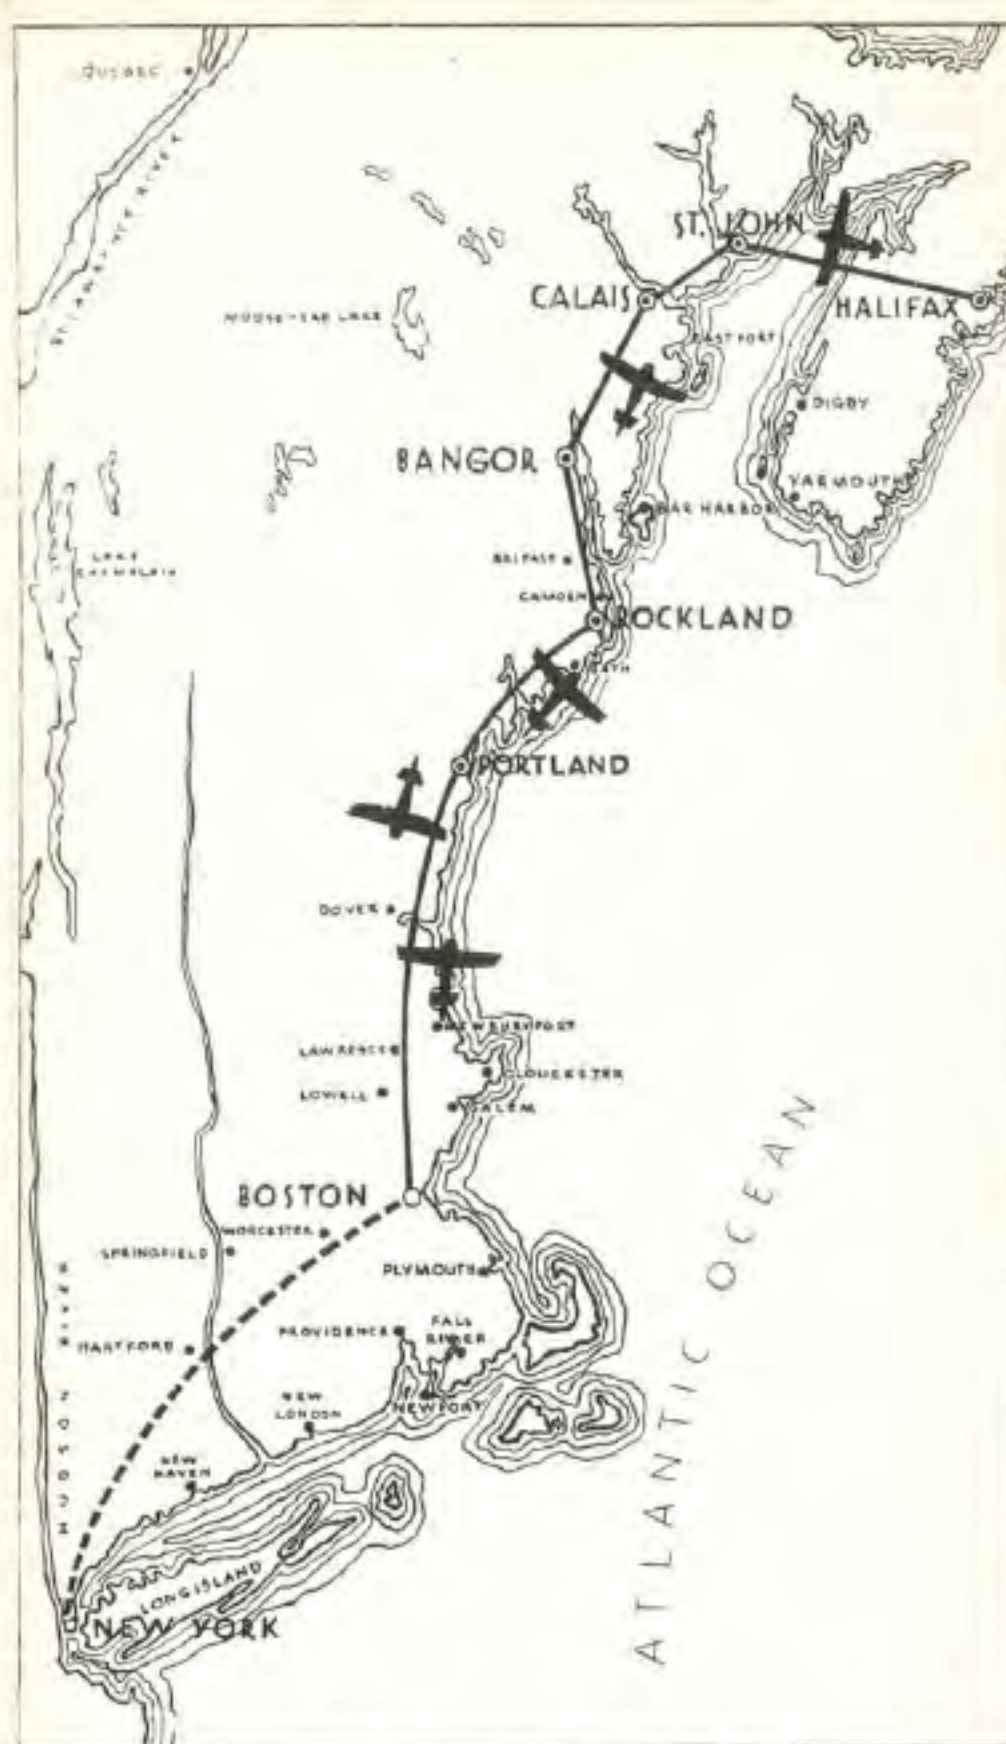 QUEBEC
ST. LAWRENCE RIVER
ST. JOHN
CALAIS
HALIFAX
MOOSE-EAD LAKE
EASTPORT
DIGBY
BANGOR
YARMOUTH
BAR HARBOR
BELFAST
LAKE
CHAMPLAIN
CAMDEN
ROCKLAND
BATH
PORTLAND
DOVER
NEWBURYPORT
LAWRENCE
GLOUCESTER
LOWELL
SALEM
BOSTON
WORCESTER
SPRINGFIELD
PLYMOUTH
PROVIDENCE
FALL
RIVER
HARTFORD
NEWPORT
NEW
LONDON
NEW
HAVEN
HUDSON RIVER
LONG ISLAND
NEW YORK
ATLANTIC OCEAN